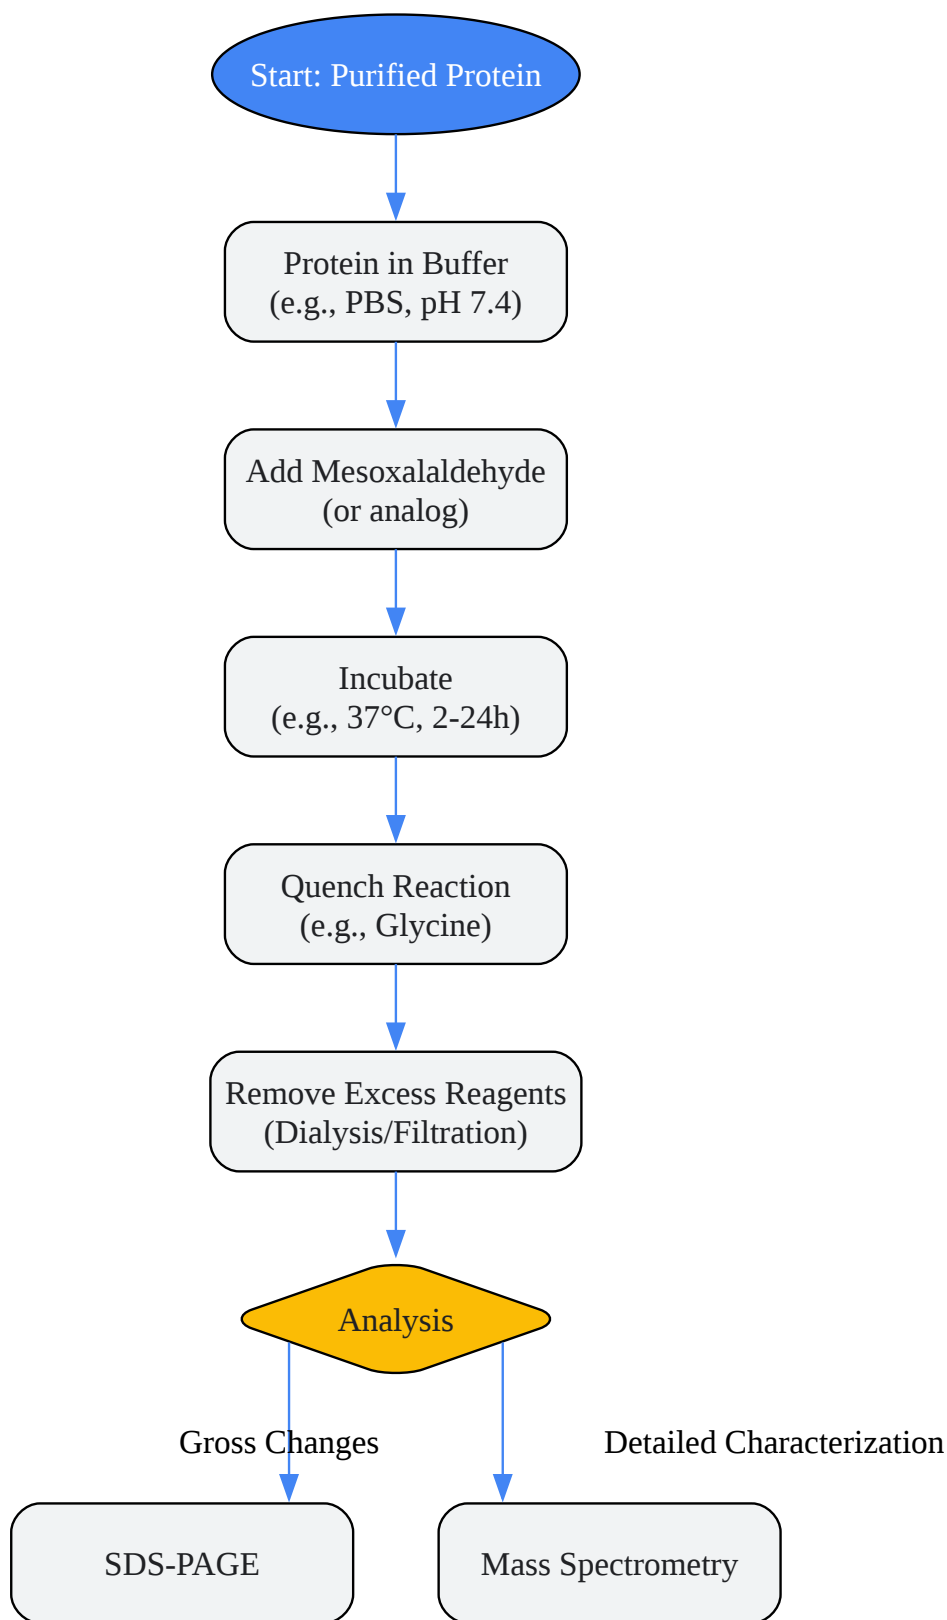 Start: Purified Protein
Protein in Buffer
(e.g., PBS, pH 7.4)
Add Mesoxalaldehyde
(or analog)
Incubate
(e.g., 37°C, 2-24h)
Quench Reaction
(e.g., Glycine)
Remove Excess Reagents
(Dialysis/Filtration)
Analysis
Gross Changes
Detailed Characterization
SDS-PAGE
Mass Spectrometry